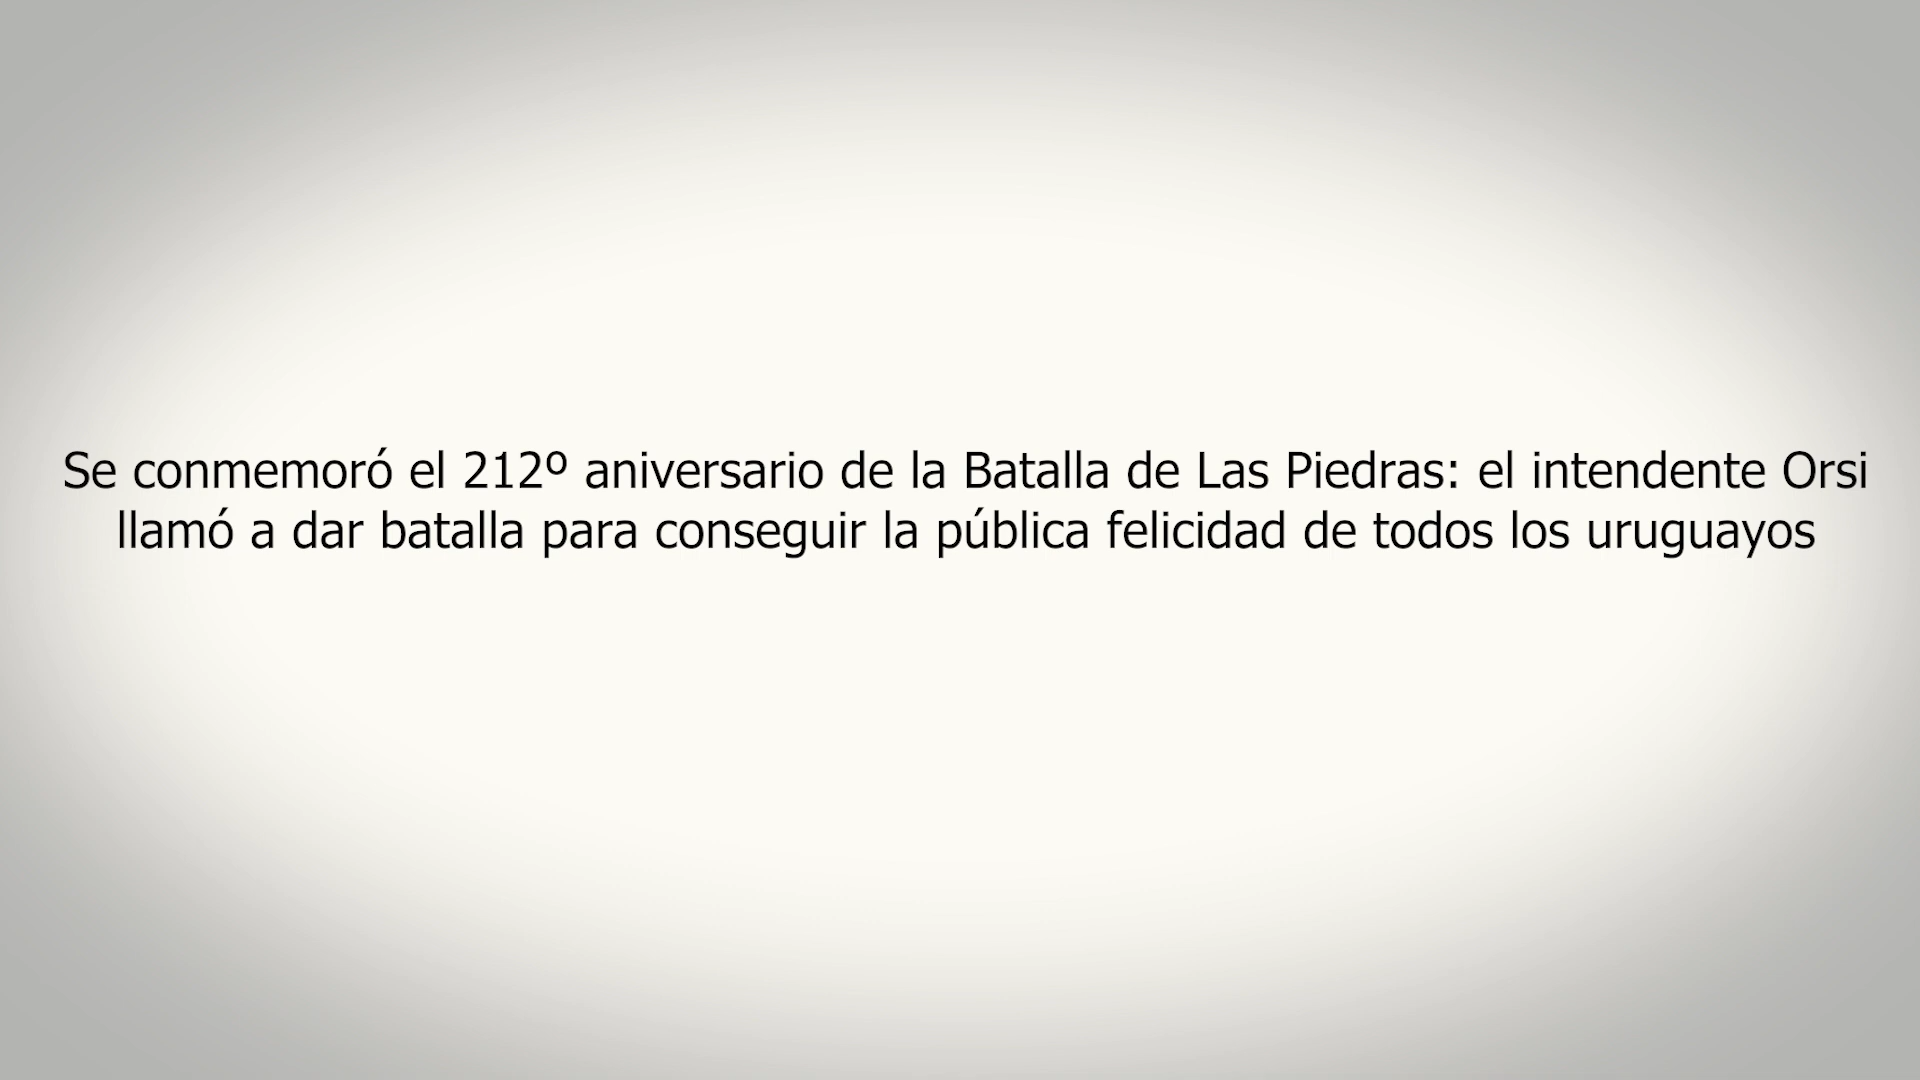 Se conmemoró el 212º aniversario de la Batalla de Las Piedras: el intendente Orsi
llamó a dar batalla para conseguir la pública felicidad de todos los uruguayos